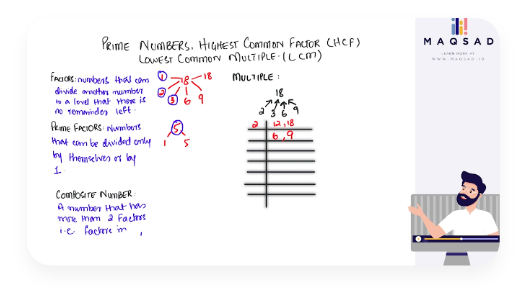 PRIME NUMBERS, HIGHEST COMMON FACTOR (HCF)
LOWEST COMMON MULTIPLE (LCM)
FACTORS: numbers that can
divide another number
to a level that there is
no remainder left.
1 18 18
2 3 6 9
PRIME FACTORS: Numbers
that can be divided only
by themselves or by
1
5
1 5
COMPOSITE NUMBER:
A number that has
more than 2 factors
i.e. factors in ,
MULTIPLE :
18
2 3 6 9
2 12, 18
6, 9
MAQSAD
LEARN MORE AT
WWW.MAQSAD.IO